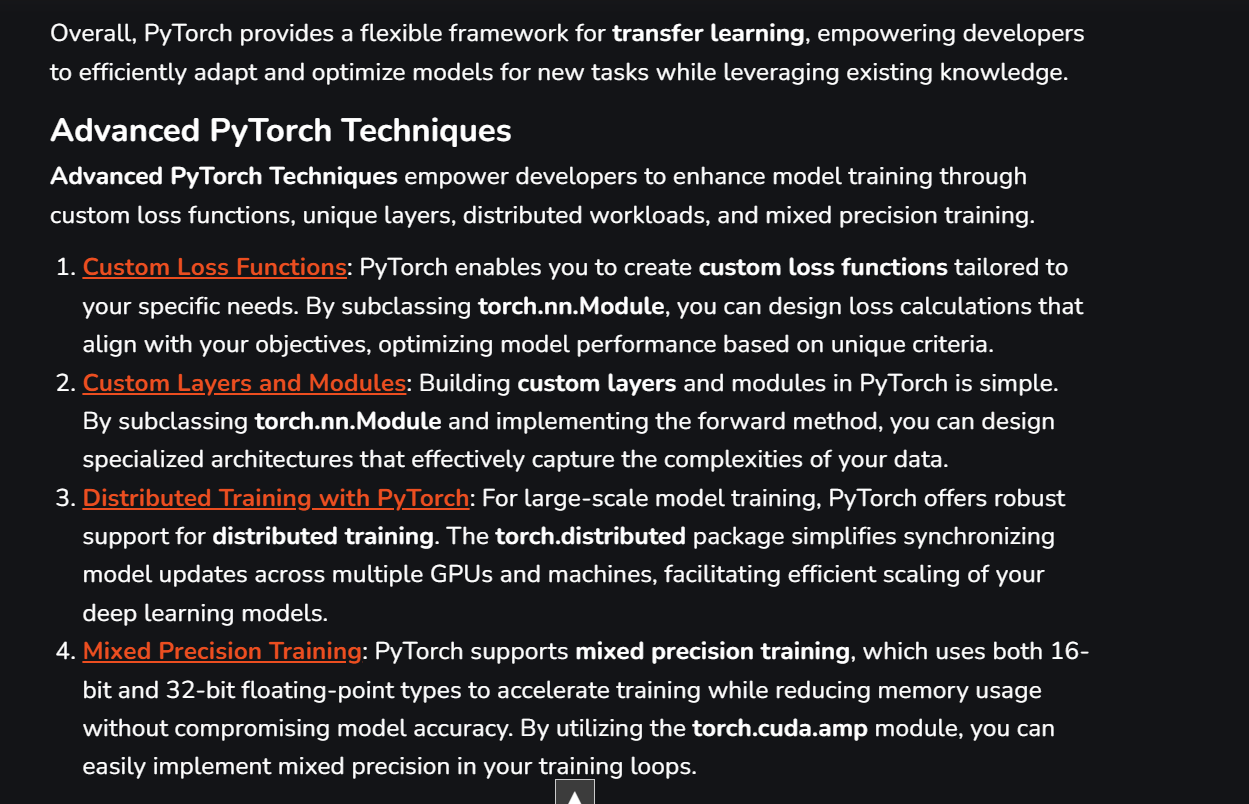 Overall, PyTorch provides a flexible framework for transfer learning, empowering developers
to efficiently adapt and optimize models for new tasks while leveraging existing knowledge.
Advanced PyTorch Techniques
Advanced PyTorch Techniques empower developers to enhance model training through
custom loss functions, unique layers, distributed workloads, and mixed precision training.
1. Custom Loss Functions: PyTorch enables you to create custom loss functions tailored to
your specific needs. By subclassing torch.nn.Module, you can design loss calculations that
align with your objectives, optimizing model performance based on unique criteria.
2. Custom Layers and Modules: Building custom layers and modules in PyTorch is simple.
By subclassing torch.nn.Module and implementing the forward method, you can design
specialized architectures that effectively capture the complexities of your data.
3. Distributed Training with PyTorch: For large-scale model training, PyTorch offers robust
support for distributed training. The torch.distributed package simplifies synchronizing
model updates across multiple GPUs and machines, facilitating efficient scaling of your
deep learning models.
4. Mixed Precision Training: PyTorch supports mixed precision training, which uses both 16-
bit and 32-bit floating-point types to accelerate training while reducing memory usage
without compromising model accuracy. By utilizing the torch.cuda.amp module, you can
easily implement mixed precision in your training loops.